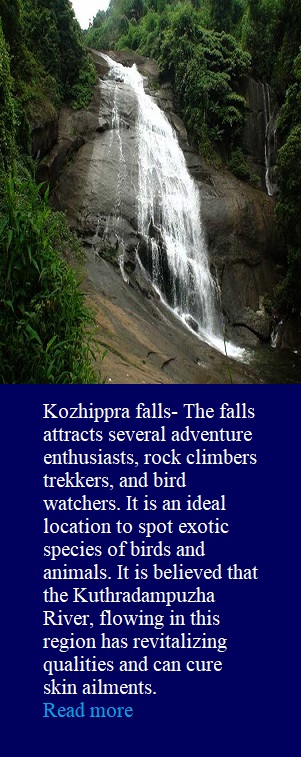 Kozhippra falls- The falls
attracts several adventure
enthusiasts, rock climbers
trekkers, and bird
watchers. It is an ideal
location to spot exotic
species of birds and
animals. It is believed that
the Kuthradampuzha
River, flowing in this
region has revitalizing
qualities and can cure
skin ailments.
Read more